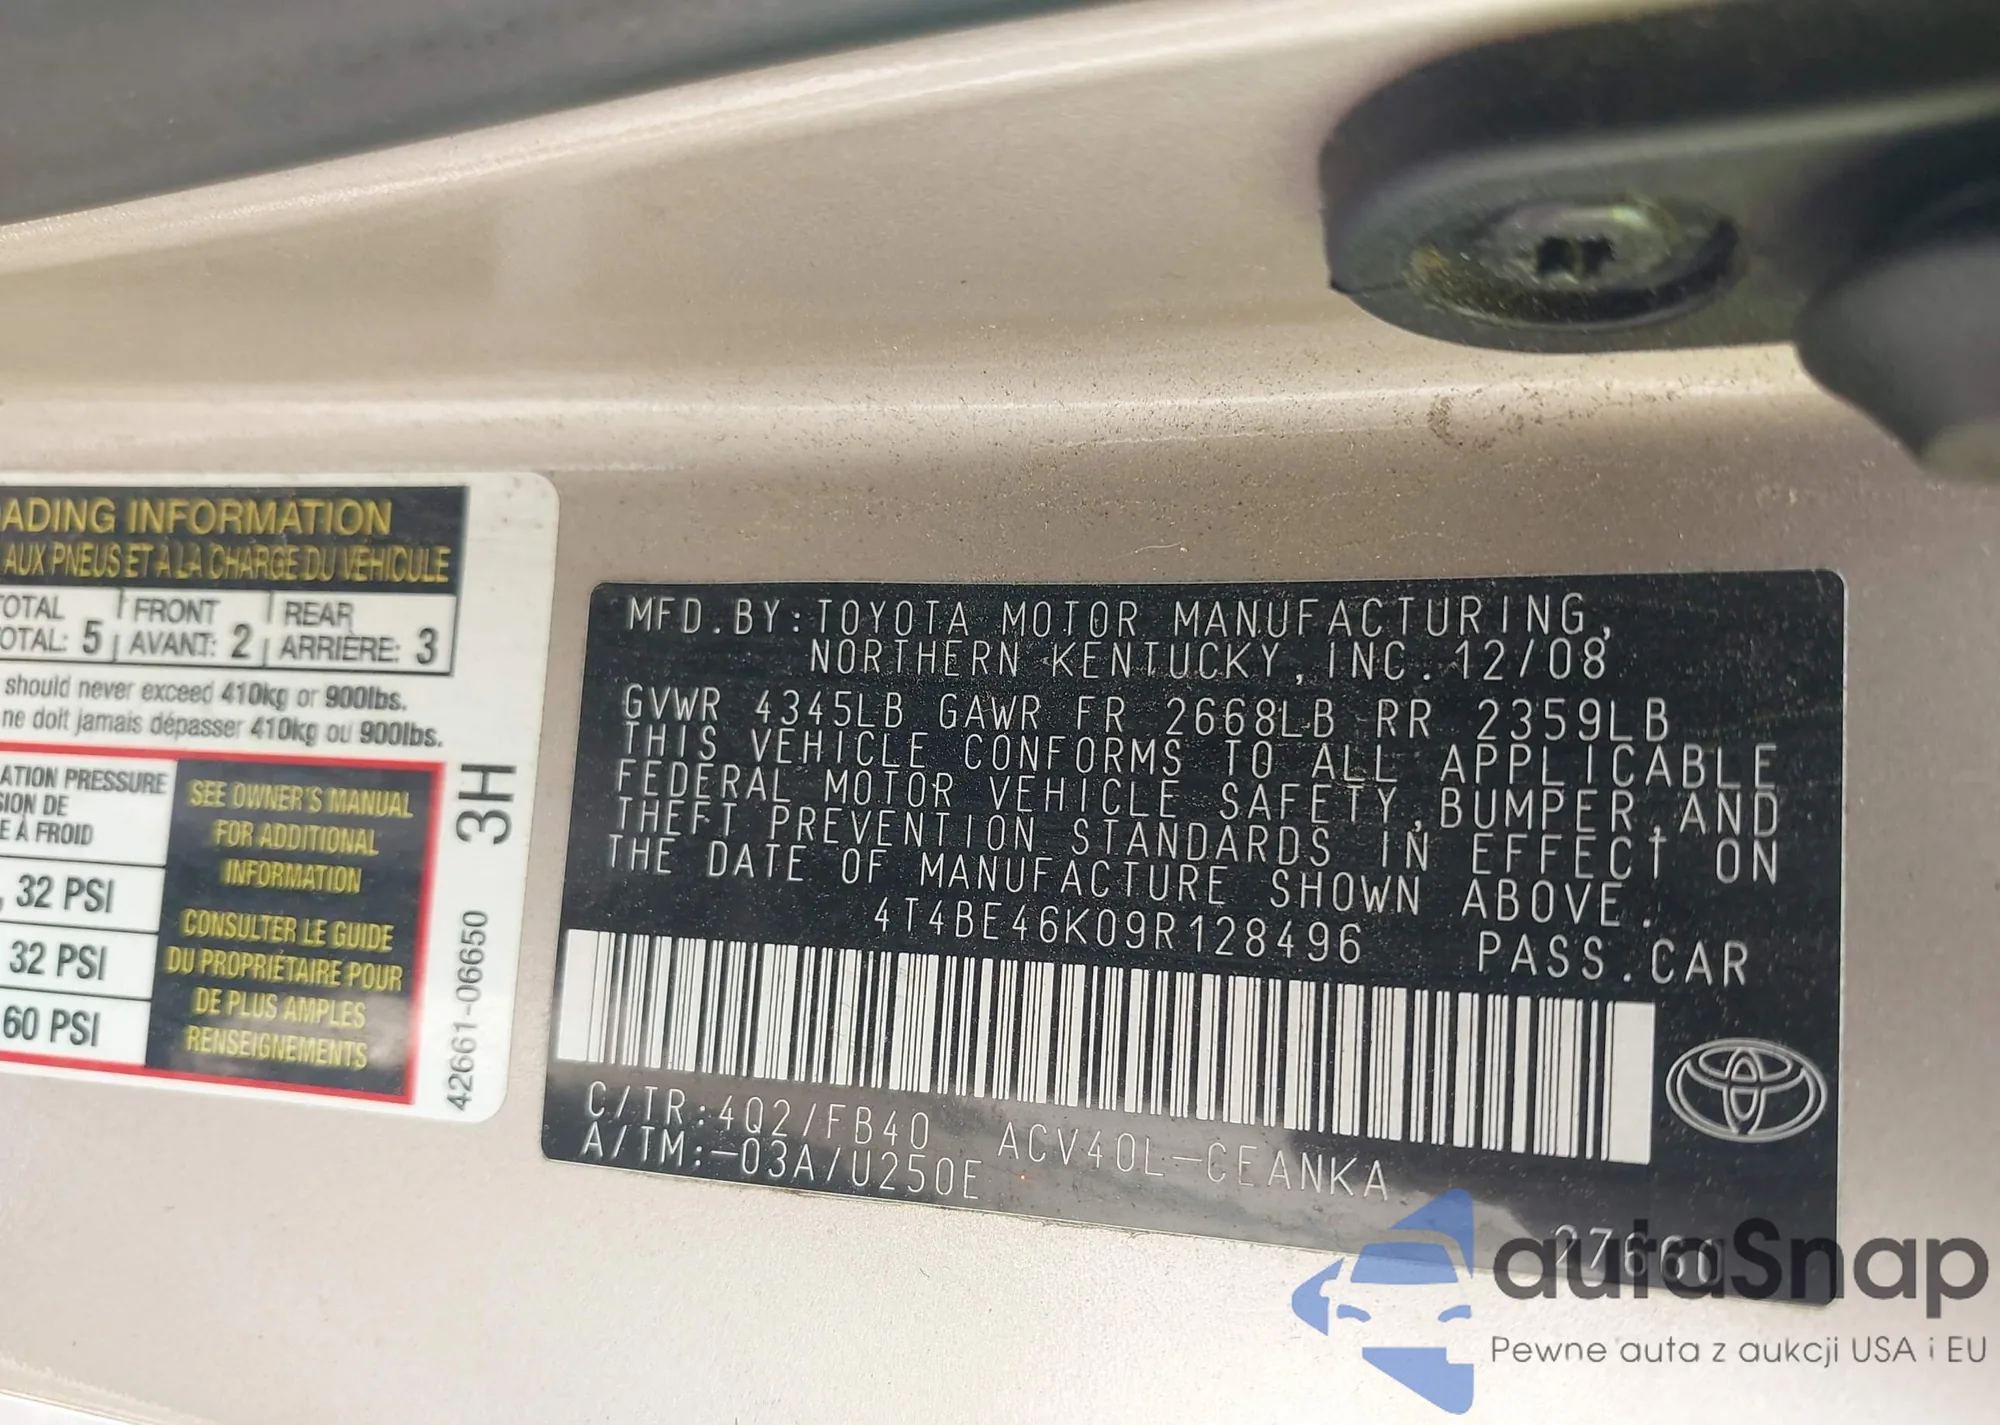 ADING INFORMATION
AUX PNEUS ET À LA CHARGE DU VÉHICULE
TOTAL FRONT REAR
OTAL: 5 AVANT: 2 ARRIÈRE: 3
should never exceed 410kg or 900lbs.
ne doit jamais dépasser 410kg ou 900lbs.
ATION PRESSURE
SION DE
E À FROID
, 32 PSI
32 PSI
60 PSI
SEE OWNER'S MANUAL
FOR ADDITIONAL
INFORMATION
CONSULTER LE GUIDE
DU PROPRIÉTAIRE POUR
DE PLUS AMPLES
RENSEIGNEMENTS
3H
42661-06650
MFD.BY:TOYOTA MOTOR MANUFACTURING,
NORTHERN KENTUCKY, INC. 12/08
GVWR 4345LB GAWR FR 2668LB RR 2359LB
THIS VEHICLE CONFORMS TO ALL APPLICABLE
FEDERAL MOTOR VEHICLE SAFETY,BUMPER,AND
THEFT PREVENTION STANDARDS IN EFFECT ON
THE DATE OF MANUFACTURE SHOWN ABOVE.
4T4BE46K09R128496 PASS.CAR
C/TR:4Q2/FB40 ACV40L-CEANKA
A/TM:-03A/U250E
autaSnap
Pewne auta z aukcji USA i EU